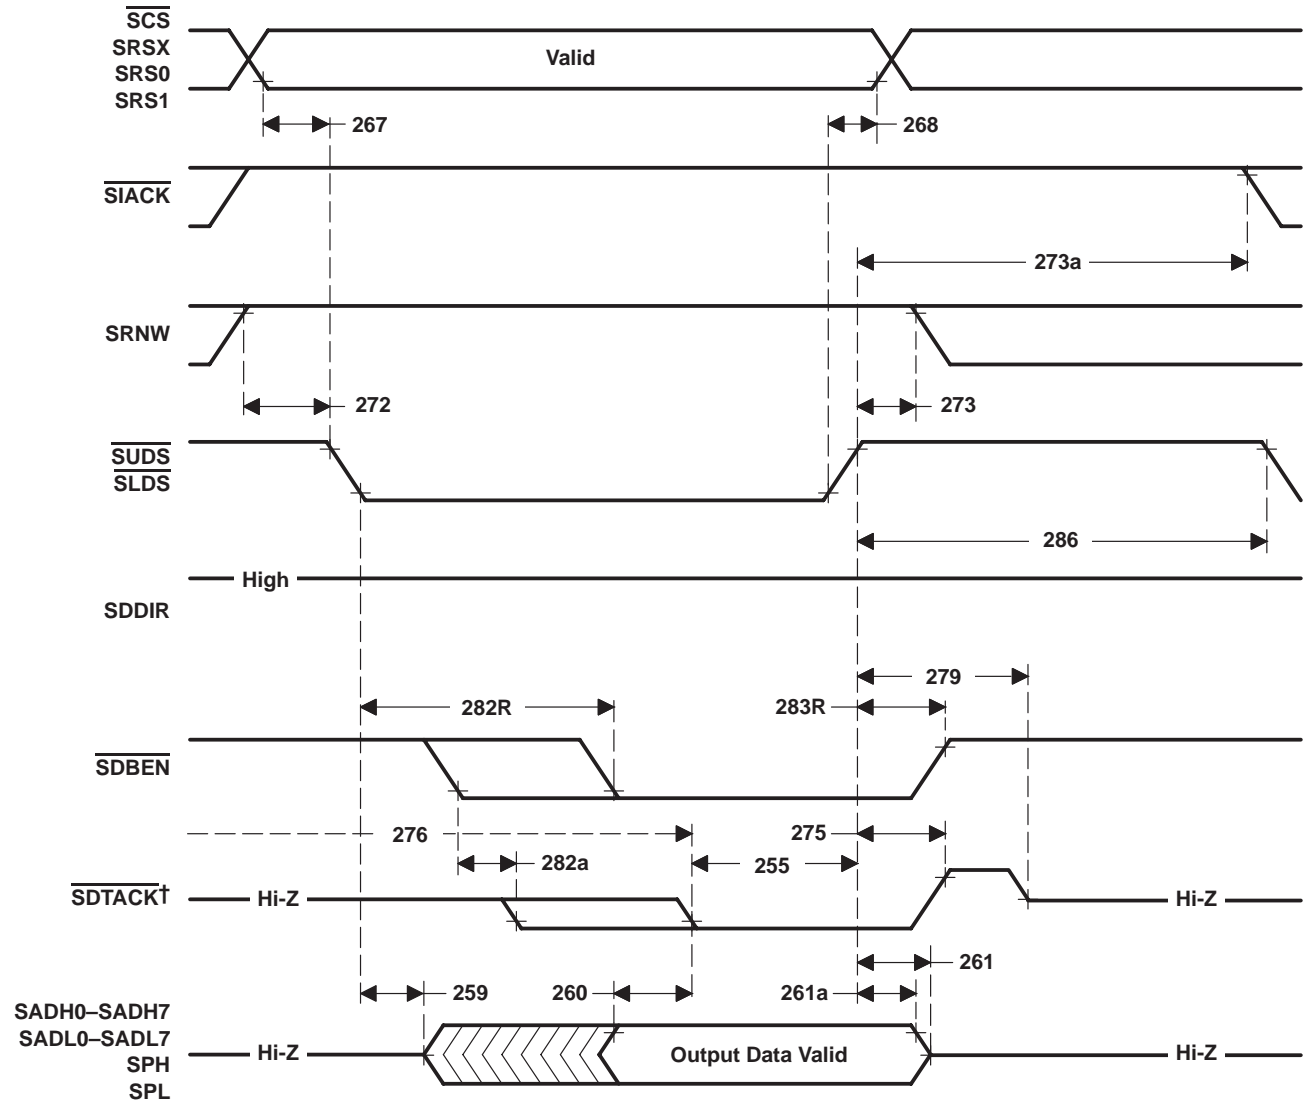 SCS
SRSX
SRS0
SRS1
Valid
267
268
SIACK
273a
SRNW
272
273
SUDS
SLDS
286
High
SDDIR
279
282R
283R
SDBEN
276
275
282a
255
SDTACK†
Hi-Z
Hi-Z
261
259
260
261a
SADH0–SADH7
SADL0–SADL7
SPH
SPL
Hi-Z
Output Data Valid
Hi-Z